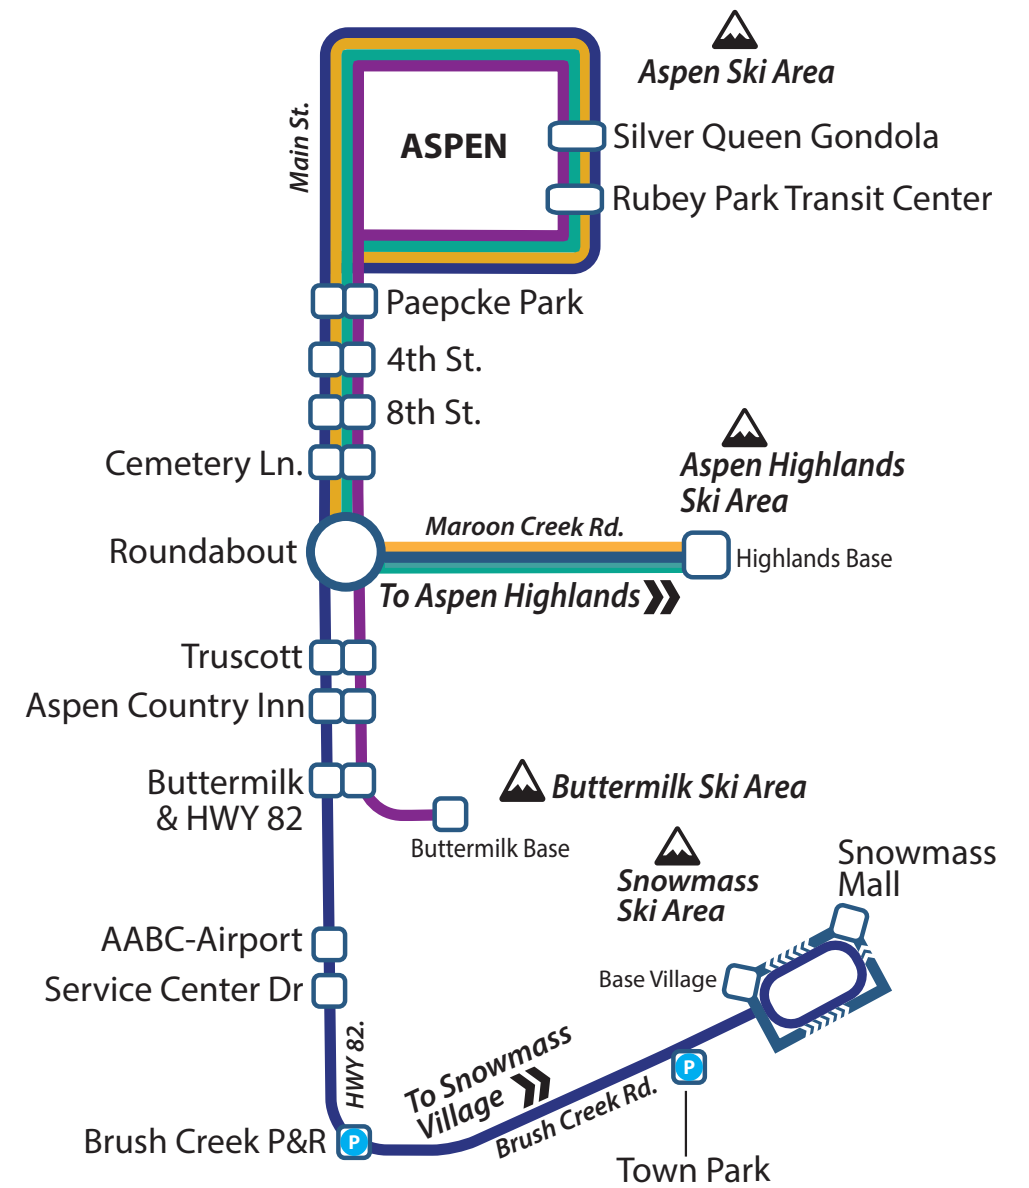 Aspen Ski Area
Main St.
ASPEN
Silver Queen Gondola
Rubey Park Transit Center
Paepcke Park
4th St.
8th St.
Cemetery Ln.
Aspen Highlands
Ski Area
Maroon Creek Rd.
Roundabout
Highlands Base
To Aspen Highlands
Truscott
Aspen Country Inn
Buttermilk
& HWY 82
Buttermilk Ski Area
Buttermilk Base
Snowmass
Ski Area
Snowmass
Mall
AABC-Airport
Base Village
Service Center Dr
HWY 82.
To Snowmass
Village
Brush Creek Rd.
P
Brush Creek P&R
P
Town Park